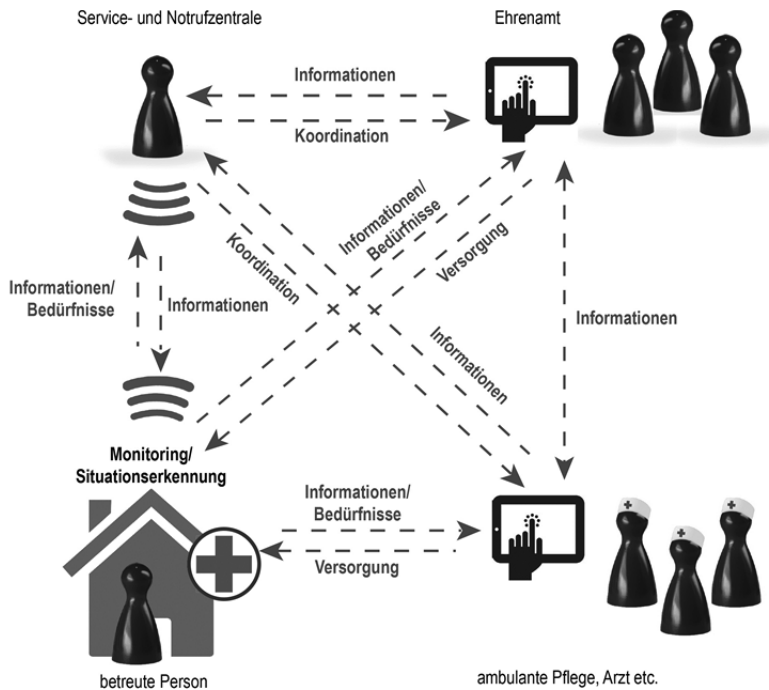 Service- und Notrufzentrale
Ehrenamt
Informationen
Koordination
Informationen/
Bedürfnisse
Versorgung
Koordination
Informationen/
Bedürfnisse
Informationen
Informationen
Informationen
Monitoring/
Situationserkennung
Informationen/
Bedürfnisse
Versorgung
betreute Person
ambulante Pflege, Arzt etc.